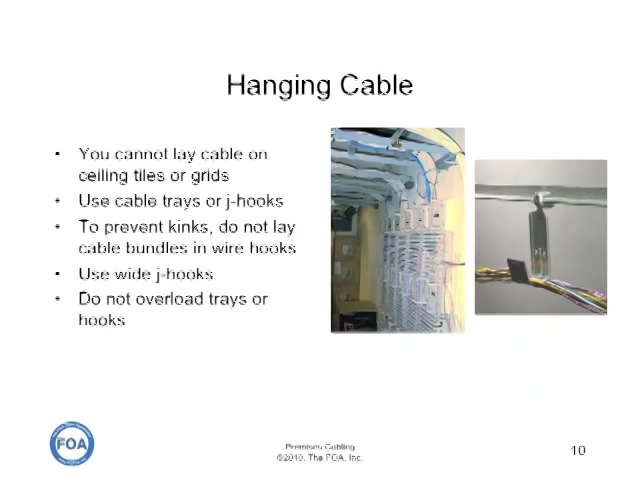 Hanging Cable
• You cannot lay cable on
ceiling tiles or grids
• Use cable trays or j-hooks
• To prevent kinks, do not lay
cable bundles in wire hooks
• Use wide j-hooks
• Do not overload trays or
hooks
FOA
Premises Cabling
©2010, The FOA, Inc.
10